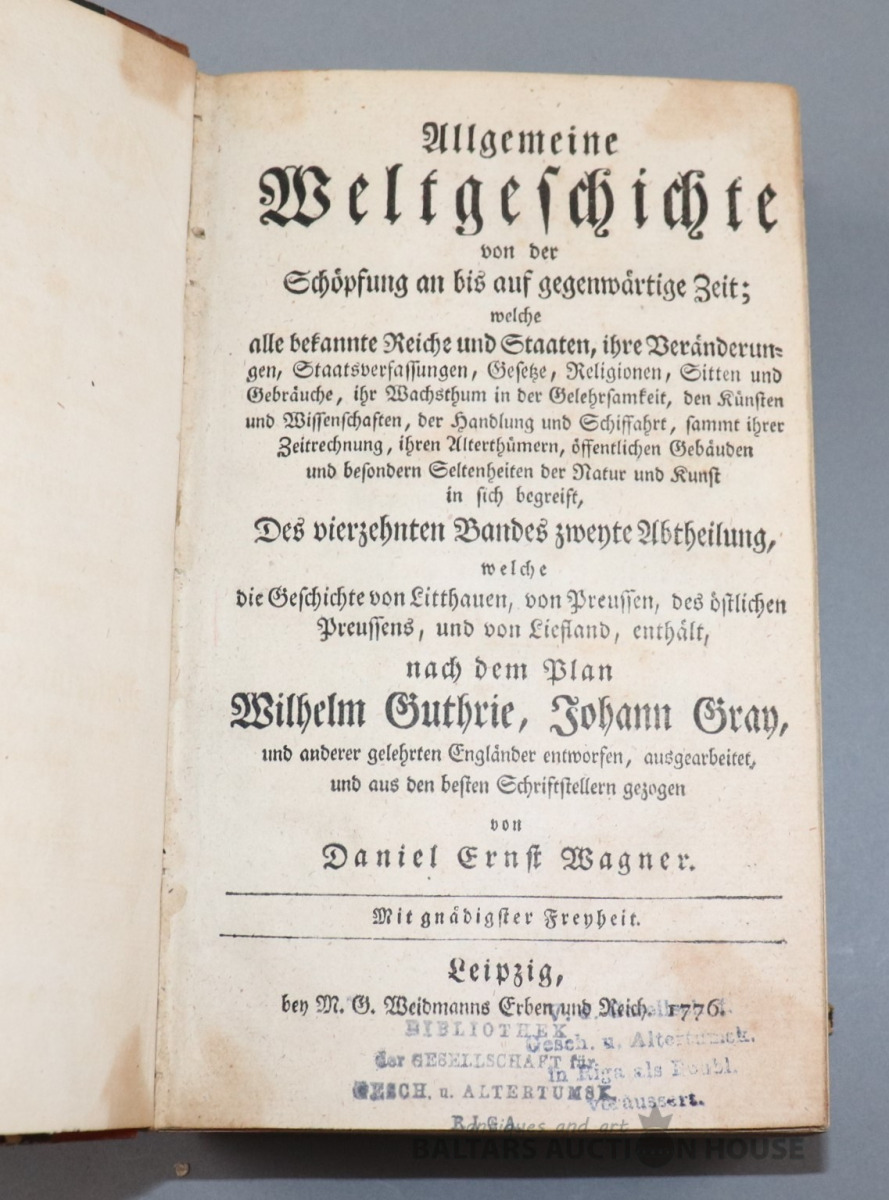 Allgemeine
Weltgeschichte
von der
Schöpfung an bis auf gegenwärtige Zeit;
welche
alle bekannte Reiche und Staaten, ihre Veränderun-
gen, Staatsverfassungen, Gesetze, Religionen, Sitten und
Gebräuche, ihr Wachsthum in der Gelehrsamkeit, den Künsten
und Wissenschaften, der Handlung und Schiffahrt, sammt ihrer
Zeitrechnung, ihren Alterthümern, öffentlichen Gebäuden
und besondern Seltenheiten der Natur und Kunst
in sich begreift,
Des vierzehnten Bandes zweyte Abtheilung,
welche
die Geschichte von Litthauen, von Preussen, des östlichen
Preussens, und von Liefland, enthält,
nach dem Plan
Wilhelm Guthrie, Johann Gray,
und anderer gelehrten Engländer entworfen, ausgearbeitet,
und aus den besten Schriftstellern gezogen
von
Daniel Ernst Wagner.
Mit gnädigster Freyheit.
Leipzig,
bey M. G. Weidmanns Erben und Reich. 1776.
BIBLIOTHEK
der GESELLSCHAFT für
GESCH. u. ALTERTUMSK.
RIGA
Gesch. u. Altertumsk.
in Riga als Doubl.
veräussert.
antiques and art
BALTARS AUCTION HOUSE